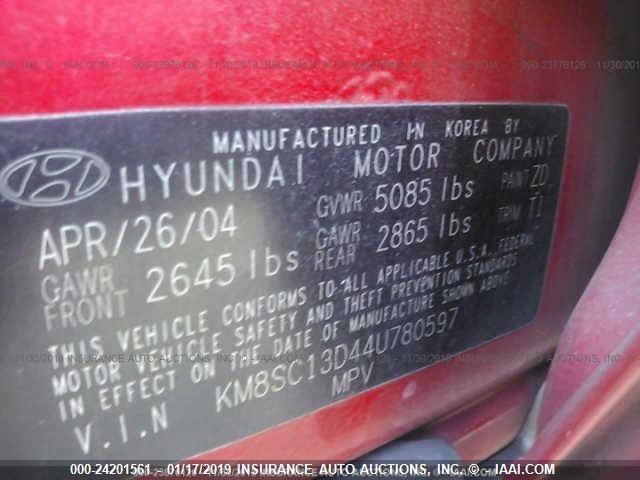 MANUFACTURED IN KOREA BY
HYUNDAI MOTOR COMPANY
APR/26/04 GVWR 5085 lbs PAINT ZD
GAWR FRONT 2645 lbs GAWR REAR 2865 lbs TRIM TI
THIS VEHICLE CONFORMS TO ALL APPLICABLE U.S.A. FEDERAL
MOTOR VEHICLE SAFETY AND THEFT PREVENTION STANDARDS
IN EFFECT ON THE DATE OF MANUFACTURE SHOWN ABOVE
V.I.N KM8SC13D44U780597
MPV
000-24201561 - 01/17/2019 INSURANCE AUTO AUCTIONS, INC. - ©-IAAI.COM